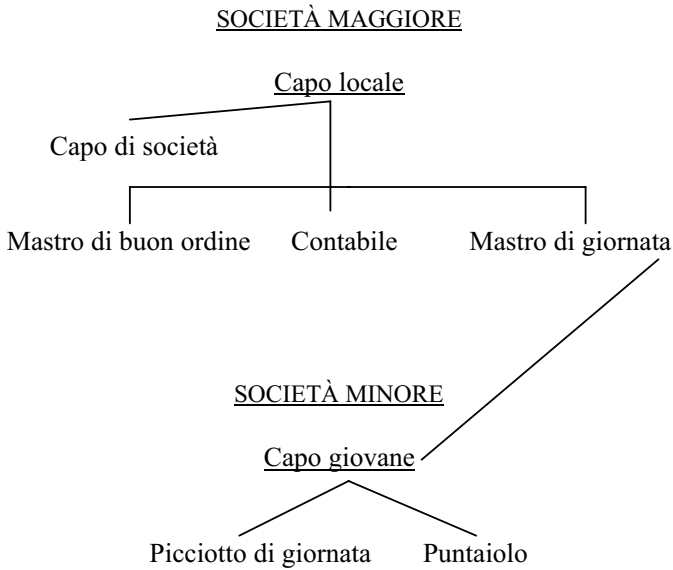 SOCIETÀ MAGGIORE
Capo locale
Capo di società
Mastro di buon ordine Contabile Mastro di giornata
SOCIETÀ MINORE
Capo giovane
Picciotto di giornata Puntaiolo